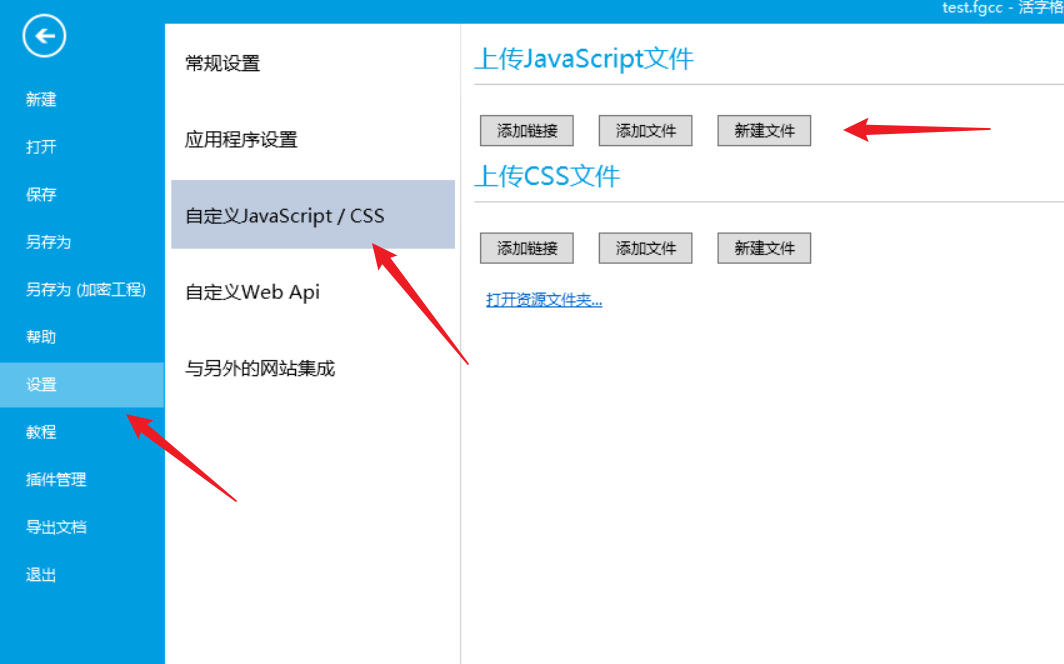 test.fgcc - 活字格
新建
打开
保存
另存为
另存为 (加密工程)
帮助
设置
教程
插件管理
导出文档
退出
常规设置
应用程序设置
自定义JavaScript / CSS
自定义Web Api
与另外的网站集成
上传JavaScript文件
添加链接 添加文件 新建文件
上传CSS文件
添加链接 添加文件 新建文件
打开资源文件夹...